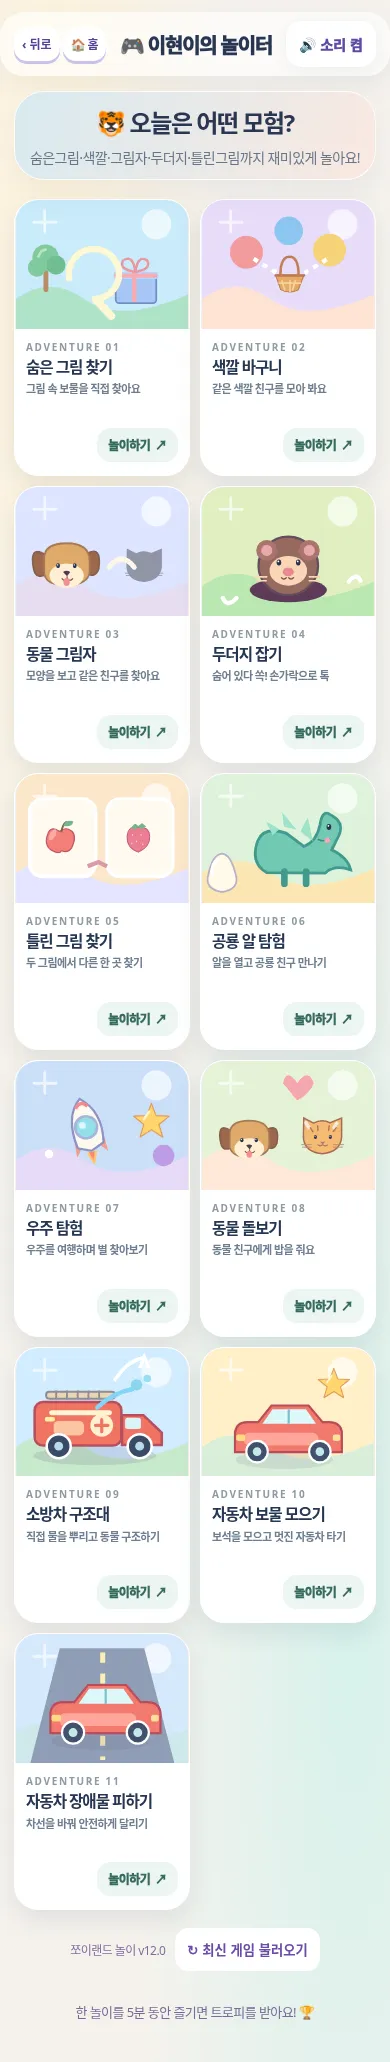 ‹ 뒤로
🏠 홈
🎮 이현이의 놀이터
🔊 소리 켬
🐯 오늘은 어떤 모험?
숨은그림·색깔·그림자·두더지·틀린그림까지 재미있게 놀아요!
ADVENTURE 01
숨은 그림 찾기
그림 속 보물을 직접 찾아요
놀이하기 ↗
ADVENTURE 02
색깔 바구니
같은 색깔 친구를 모아 봐요
놀이하기 ↗
ADVENTURE 03
동물 그림자
모양을 보고 같은 친구를 찾아요
놀이하기 ↗
ADVENTURE 04
두더지 잡기
숨어 있다 쏙! 손가락으로 톡
놀이하기 ↗
ADVENTURE 05
틀린 그림 찾기
두 그림에서 다른 한 곳 찾기
놀이하기 ↗
ADVENTURE 06
공룡 알 탐험
알을 열고 공룡 친구 만나기
놀이하기 ↗
ADVENTURE 07
우주 탐험
우주를 여행하며 별 찾아보기
놀이하기 ↗
ADVENTURE 08
동물 돌보기
동물 친구에게 밥을 줘요
놀이하기 ↗
ADVENTURE 09
소방차 구조대
직접 물을 뿌리고 동물 구조하기
놀이하기 ↗
ADVENTURE 10
자동차 보물 모으기
보석을 모으고 멋진 자동차 타기
놀이하기 ↗
ADVENTURE 11
자동차 장애물 피하기
차선을 바꿔 안전하게 달리기
놀이하기 ↗
쪼이랜드 놀이 v12.0
↻ 최신 게임 불러오기
한 놀이를 5분 동안 즐기면 트로피를 받아요! 🏆